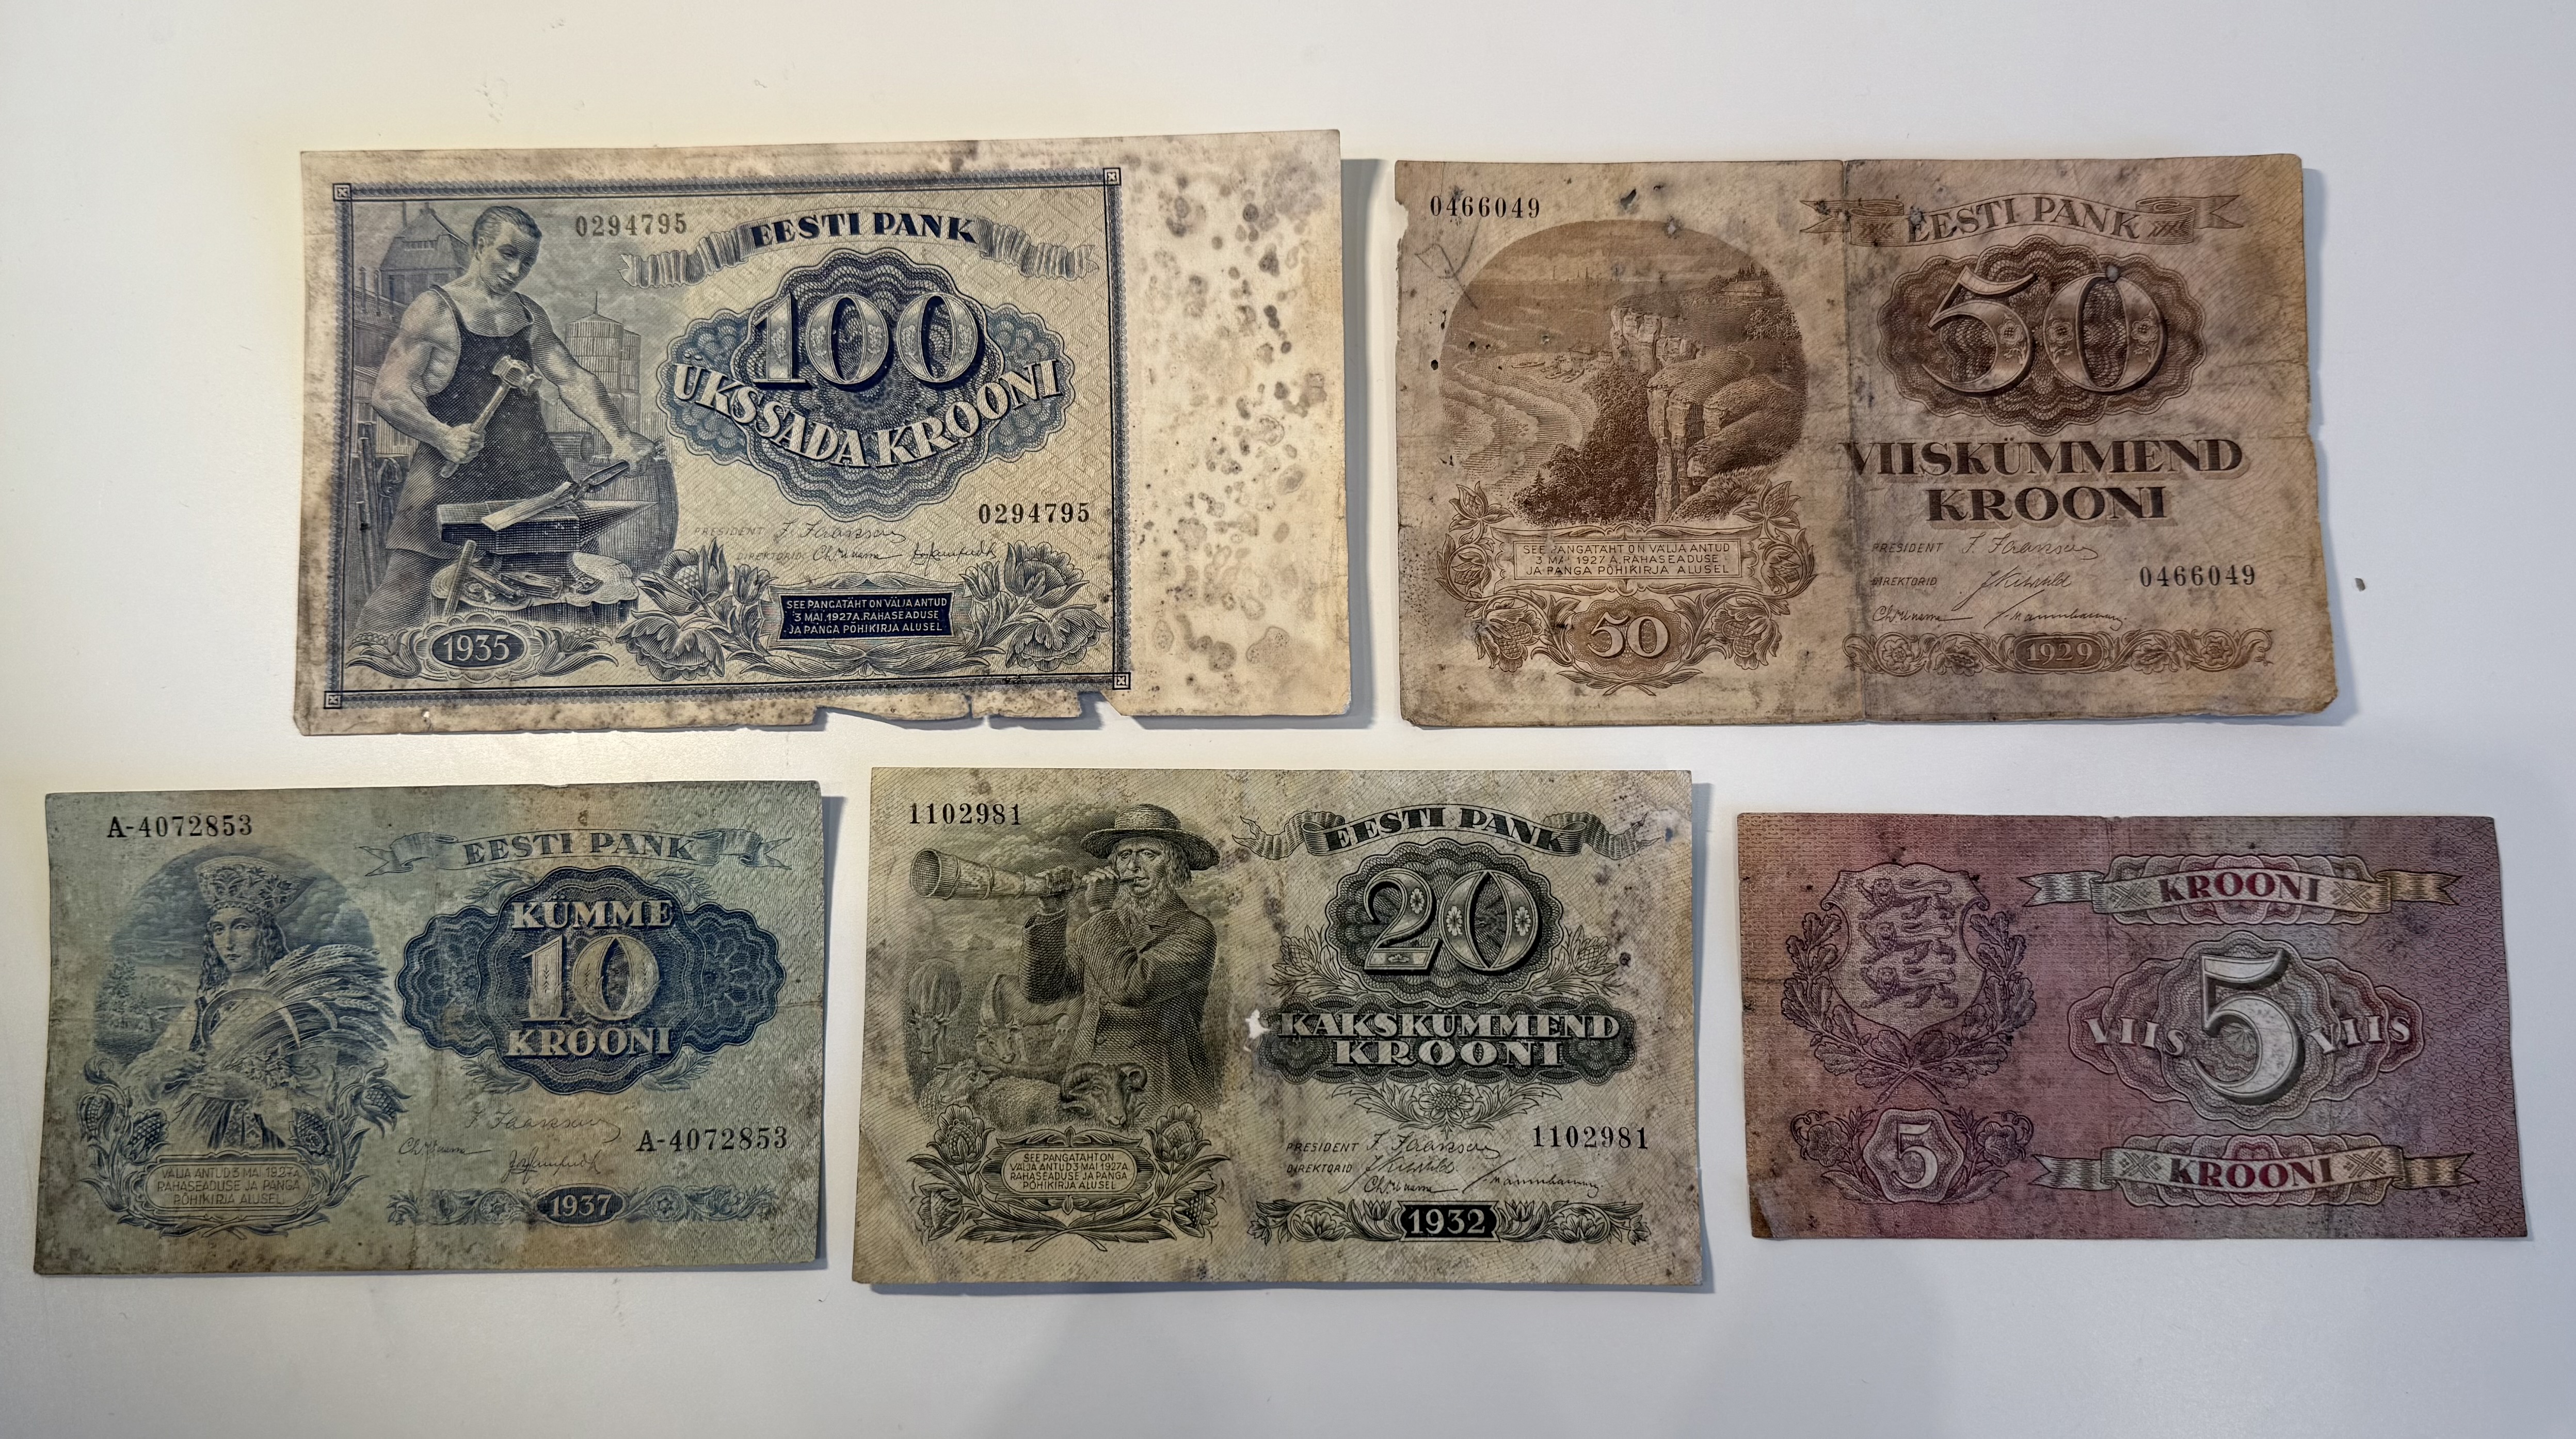 0294795
EESTI PANK
100
ÜKSSADA KROONI
0294795
PRESIDENT
DIREKTORID
SEE PANGATÄHT ON VÄLJA ANTUD
3 MAI 1927 A. RAHASEADUSE
JA PANGA PÕHIKIRJA ALUSEL
1935
0466049
EESTI PANK
50
VIISKÜMMEND
KROONI
PRESIDENT
DIREKTORID
0466049
SEE PANGATÄHT ON VÄLJA ANTUD
3 MAI 1927 A. RAHASEADUSE
JA PANGA PÕHIKIRJA ALUSEL
50
1929
A-4072853
EESTI PANK
KÜMME
10
KROONI
A-4072853
VÄLJA ANTUD 3 MAI 1927 A.
RAHASEADUSE JA PANGA
PÕHIKIRJA ALUSEL
1937
1102981
EESTI PANK
20
KAKSKÜMMEND
KROONI
PRESIDENT
1102981
DIREKTORID
SEE PANGATÄHT ON
VÄLJA ANTUD 3 MAI 1927 A.
RAHASEADUSE JA PANGA
PÕHIKIRJA ALUSEL
1932
KROONI
VIIS 5 VIIS
5
KROONI